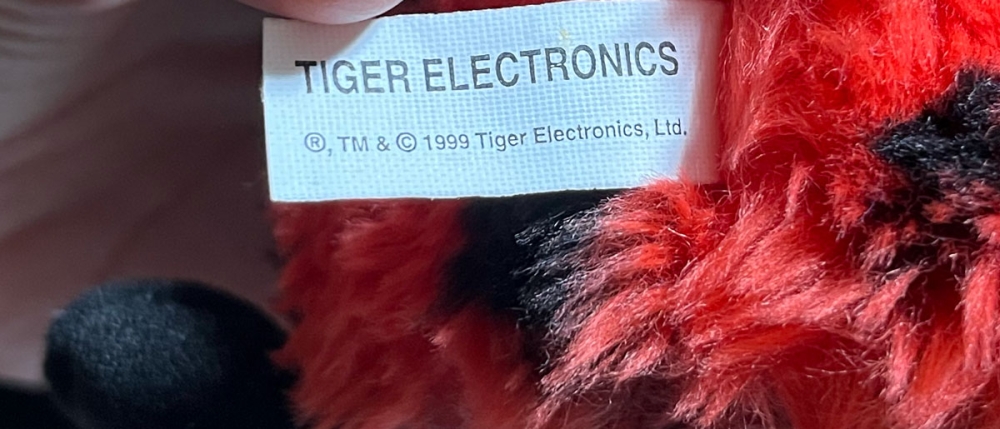 TIGER ELECTRONICS
®, TM & © 1999 Tiger Electronics, Ltd.